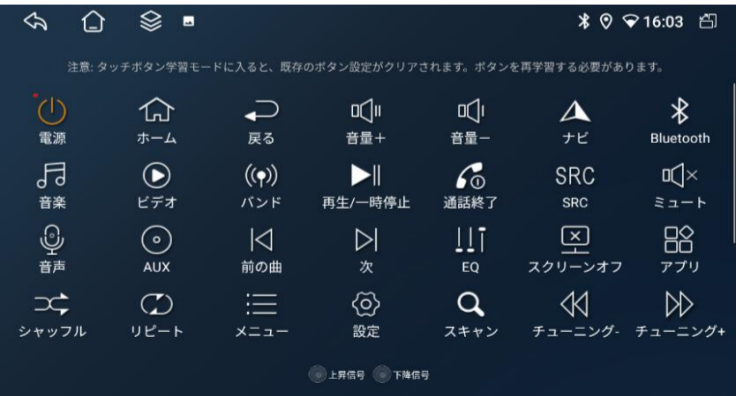 16:03
注意: タッチボタン学習モードに入ると、既存のボタン設定がクリアされます。ボタンを再学習する必要があります。
電源 ホーム 戻る 音量＋ 音量－ ナビ Bluetooth
SRC
音楽 ビデオ バンド 再生/一時停止 通話終了 SRC ミュート
音声 AUX 前の曲 次 EQ スクリーンオフ アプリ
シャッフル リピート メニュー 設定 スキャン チューニング- チューニング+
上昇信号 下降信号